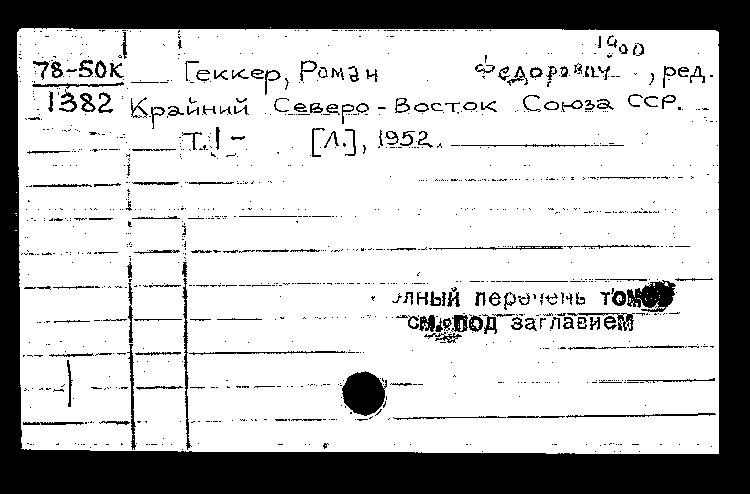 1900
78-50К Геккер, Роман Федорович, ред.
1382 Крайний Северо-Восток Союза ССР.
Т.1- [Л.], 1952.
перечень томов
см. под заглавием